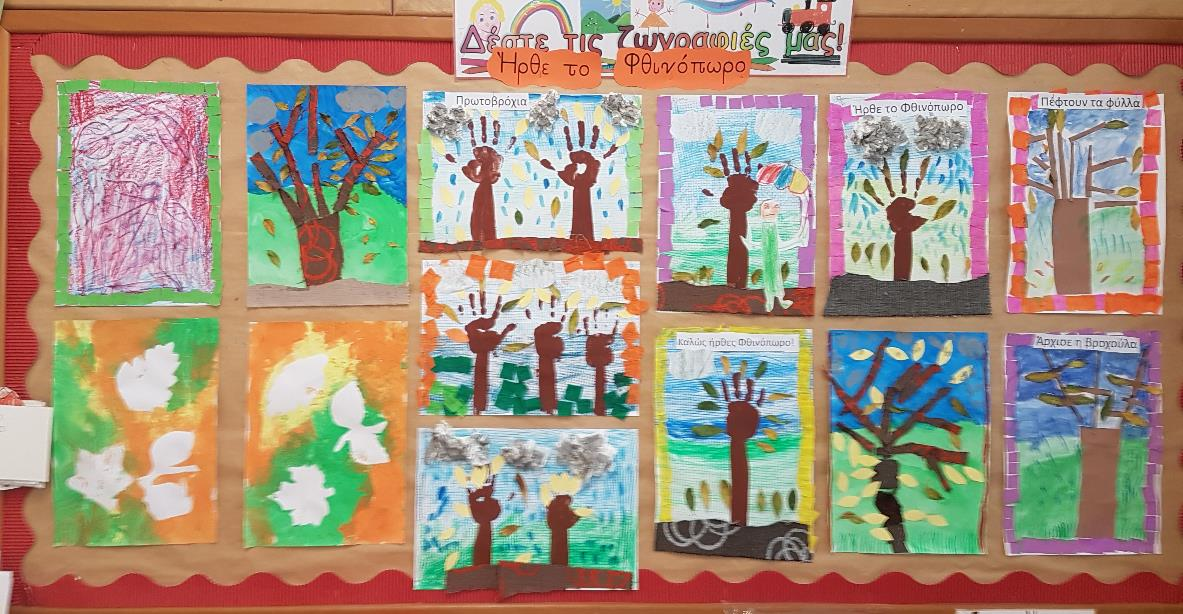 Δέστε τις ζωγραφιές μας!
Ήρθε το Φθινόπωρο
Πρωτοβρόχια
Ήρθε το Φθινόπωρο
Πέφτουν τα φύλλα
Καλώς ήρθες Φθινόπωρο!
Άρχισε η βροχούλα